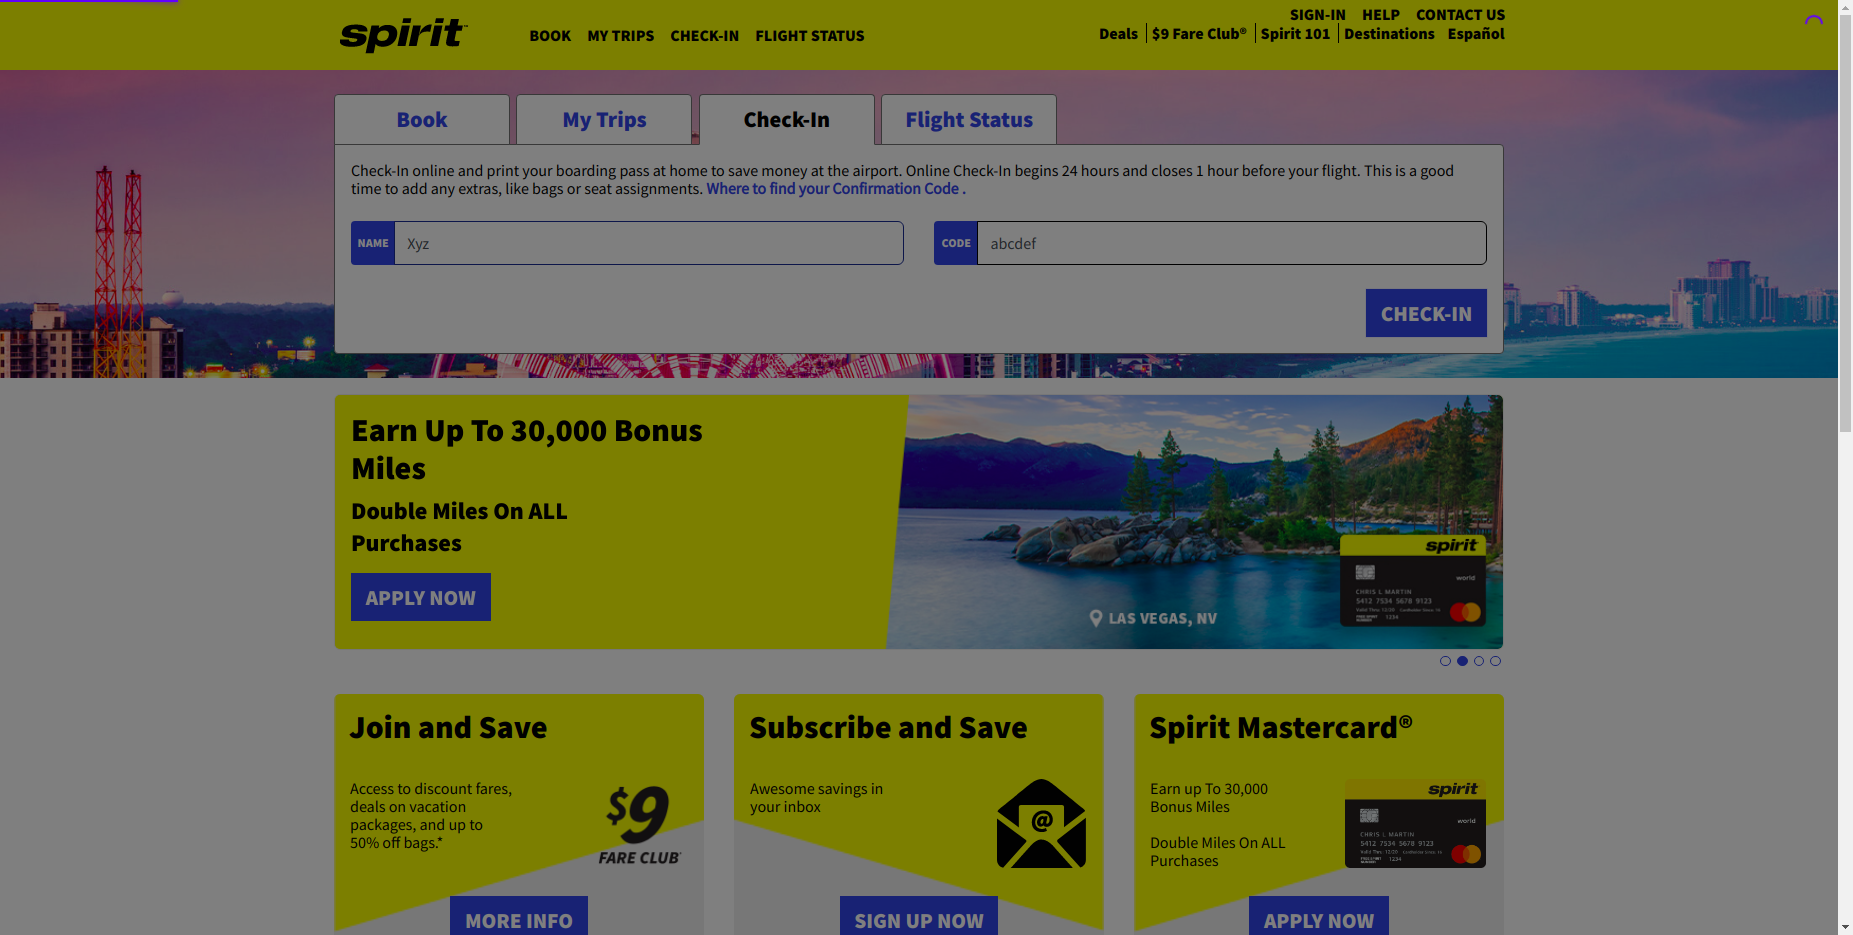 spirit
BOOK MY TRIPS CHECK-IN FLIGHT STATUS
SIGN-IN HELP CONTACT US
Deals $9 Fare Club® Spirit 101 Destinations Español
Book
My Trips
Check-In
Flight Status
Check-In online and print your boarding pass at home to save money at the airport. Online Check-In begins 24 hours and closes 1 hour before your flight. This is a good
time to add any extras, like bags or seat assignments. Where to find your Confirmation Code .
NAME Xyz
CODE abcdef
CHECK-IN
Earn Up To 30,000 Bonus
Miles
Double Miles On ALL
Purchases
APPLY NOW
LAS VEGAS, NV
spirit
world
CHRIS L MARTIN
5412 7534 5678 9123
1234
Join and Save
Access to discount fares,
deals on vacation
packages, and up to
50% off bags.*
$9
FARE CLUB
MORE INFO
Subscribe and Save
Awesome savings in
your inbox
@
SIGN UP NOW
Spirit Mastercard®
Earn up To 30,000
Bonus Miles
Double Miles On ALL
Purchases
spirit
world
CHRIS L MARTIN
5412 7534 5678 9123
1234
APPLY NOW